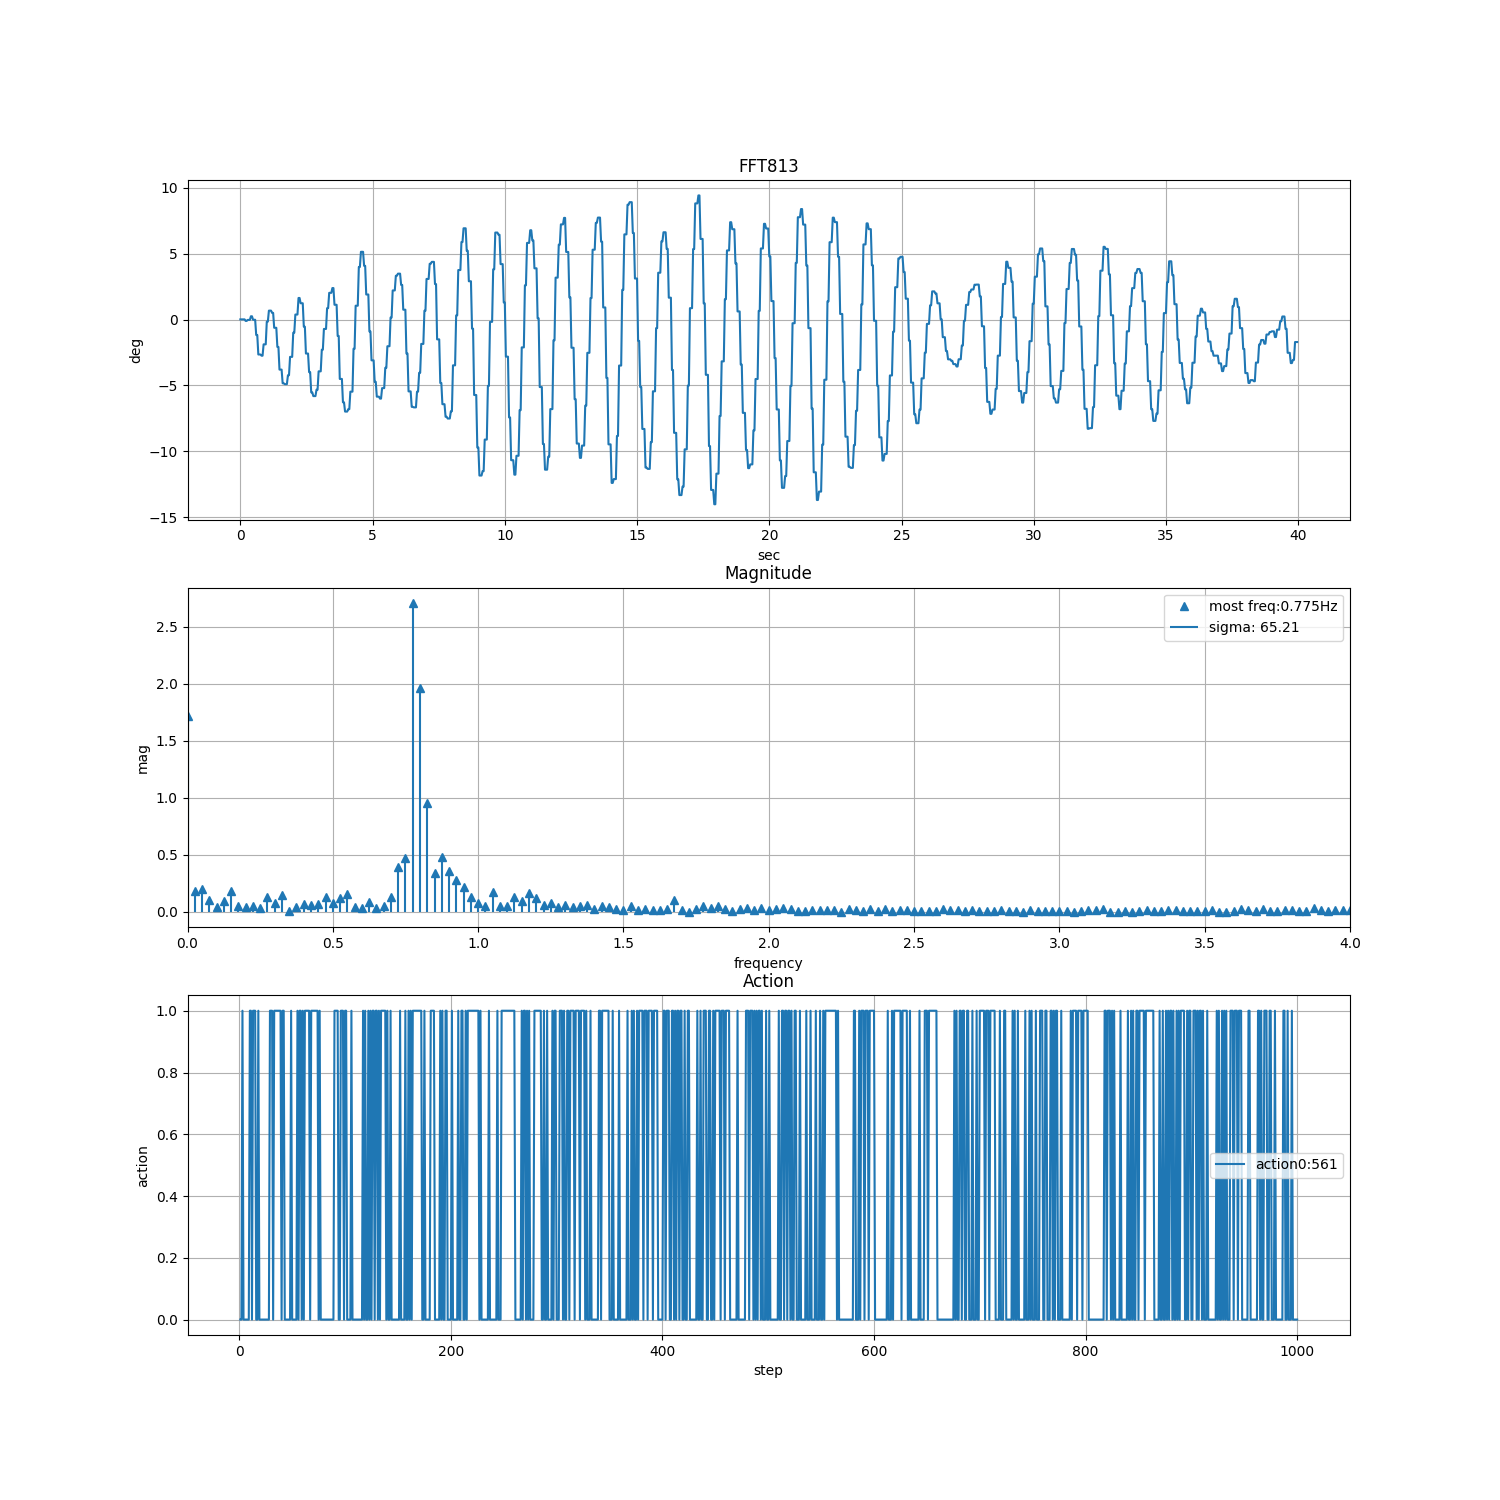 FFT813
10
5
0
−5
−10
−15
deg
0 5 10 15 20 25 30 35 40
sec
Magnitude
2.5
2.0
1.5
1.0
0.5
0.0
mag
most freq:0.775Hz
sigma: 65.21
0.0 0.5 1.0 1.5 2.0 2.5 3.0 3.5 4.0
frequency
Action
1.0
0.8
0.6
0.4
0.2
0.0
action
action0:561
0 200 400 600 800 1000
step